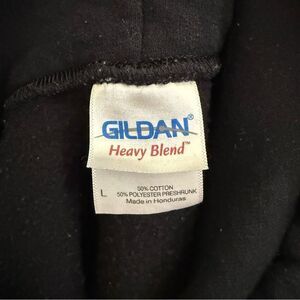 GILDAN®
Heavy Blend™
50% COTTON
L 50% POLYESTER PRESHRUNK
Made in Honduras